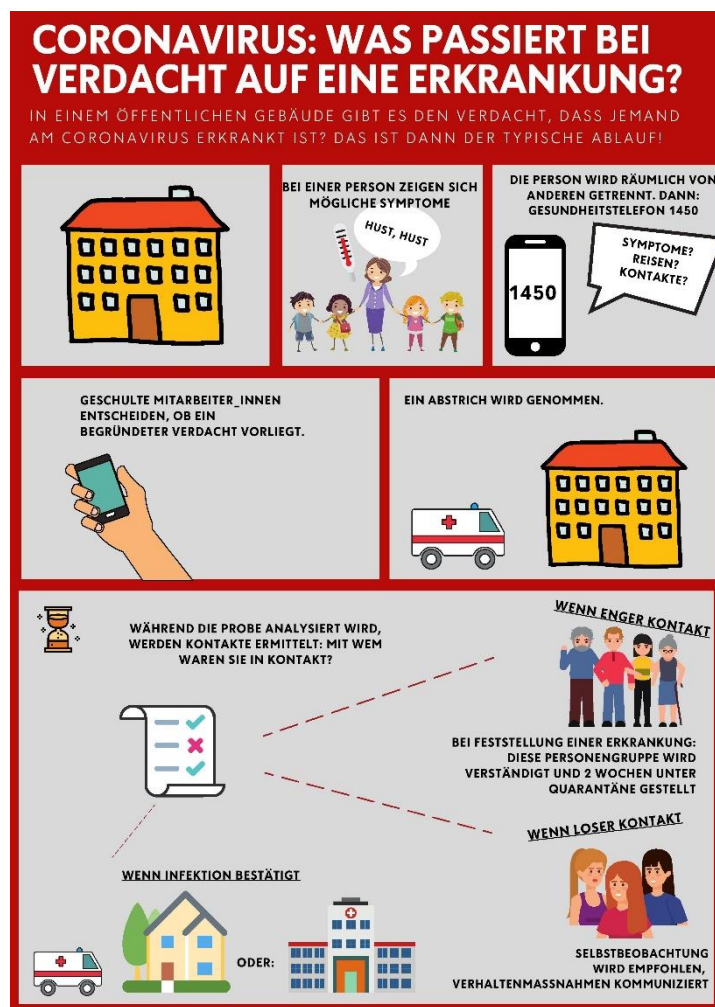 CORONAVIRUS: WAS PASSIERT BEI
VERDACHT AUF EINE ERKRANKUNG?
IN EINEM ÖFFENTLICHEN GEBÄUDE GIBT ES DEN VERDACHT, DASS JEMAND
AM CORONAVIRUS ERKRANKT IST? DAS IST DANN DER TYPISCHE ABLAUF!
BEI EINER PERSON ZEIGEN SICH
MÖGLICHE SYMPTOME
HUST, HUST
DIE PERSON WIRD RÄUMLICH VON
ANDEREN GETRENNT. DANN:
GESUNDHEITSTELEFON 1450
SYMPTOME?
REISEN?
KONTAKTE?
1450
GESCHULTE MITARBEITER_INNEN
ENTSCHEIDEN, OB EIN
BEGRÜNDETER VERDACHT VORLIEGT.
EIN ABSTRICH WIRD GENOMMEN.
WÄHREND DIE PROBE ANALYSIERT WIRD,
WERDEN KONTAKTE ERMITTELT: MIT WEM
WAREN SIE IN KONTAKT?
WENN ENGER KONTAKT
BEI FESTSTELLUNG EINER ERKRANKUNG:
DIESE PERSONENGRUPPE WIRD
VERSTÄNDIGT UND 2 WOCHEN UNTER
QUARANTÄNE GESTELLT
WENN LOSER KONTAKT
SELBSTBEOBACHTUNG
WIRD EMPFOHLEN,
VERHALTENMASSNAHMEN KOMMUNIZIERT
WENN INFEKTION BESTÄTIGT
ODER: